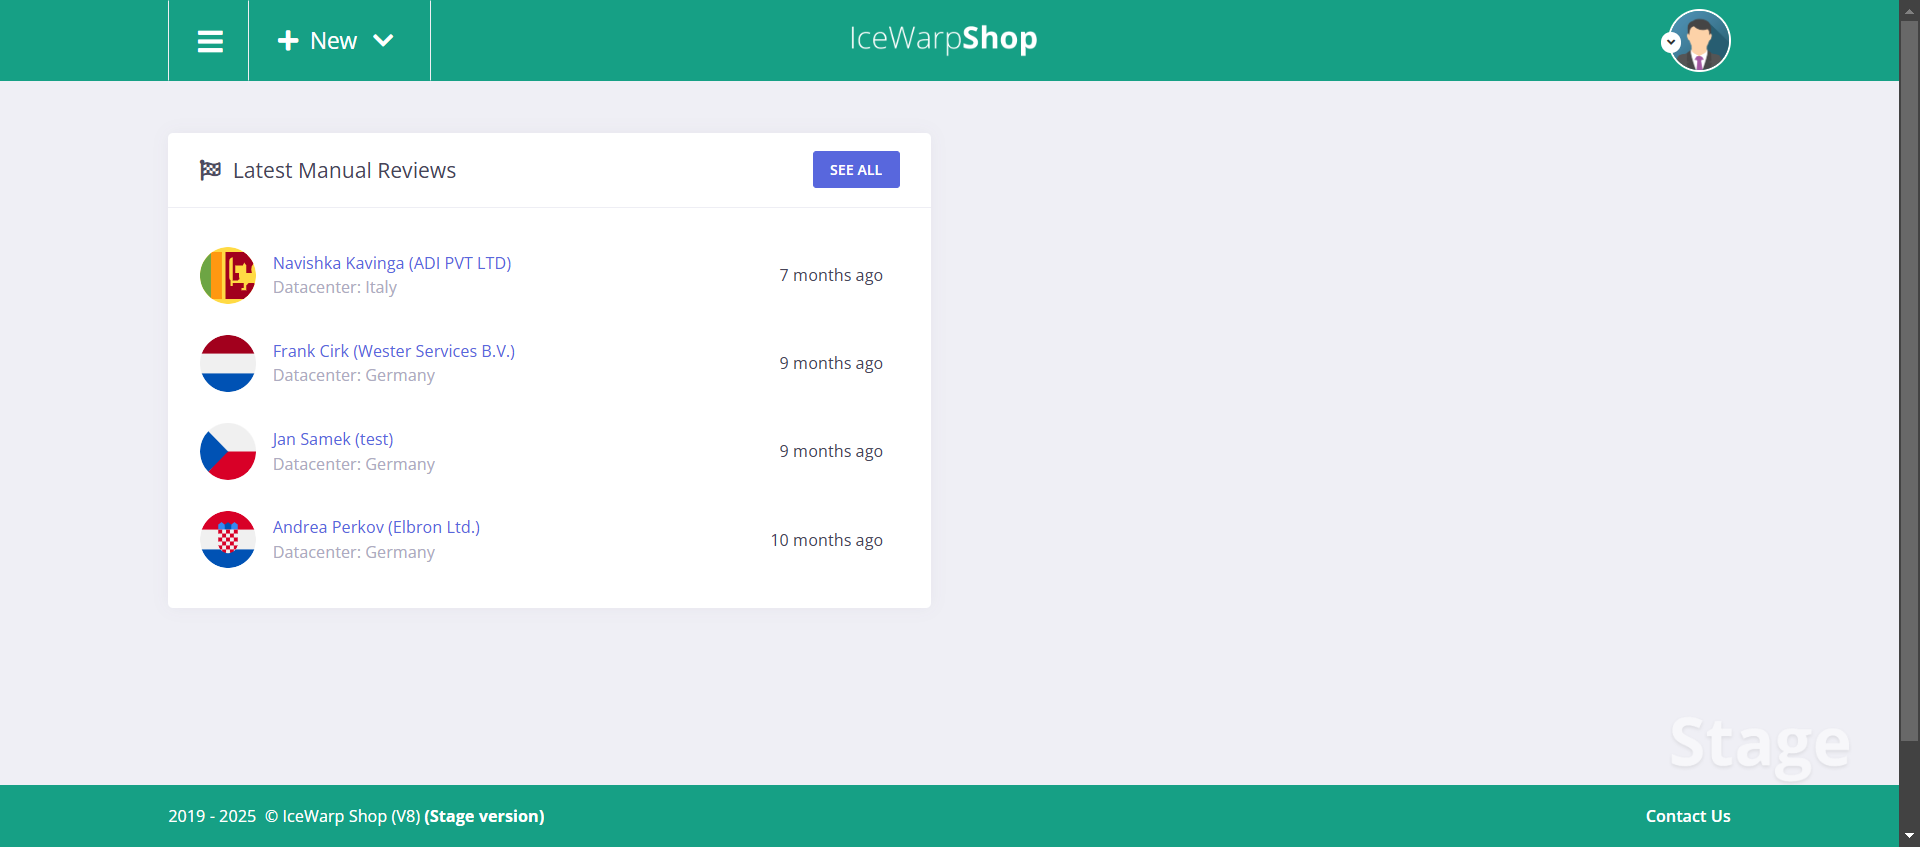 New
IceWarpShop
Latest Manual Reviews
SEE ALL
Navishka Kavinga (ADI PVT LTD)
Datacenter: Italy
7 months ago
Frank Cirk (Wester Services B.V.)
Datacenter: Germany
9 months ago
Jan Samek (test)
Datacenter: Germany
9 months ago
Andrea Perkov (Elbron Ltd.)
Datacenter: Germany
10 months ago
Stage
2019 - 2025 © IceWarp Shop (V8) (Stage version)
Contact Us